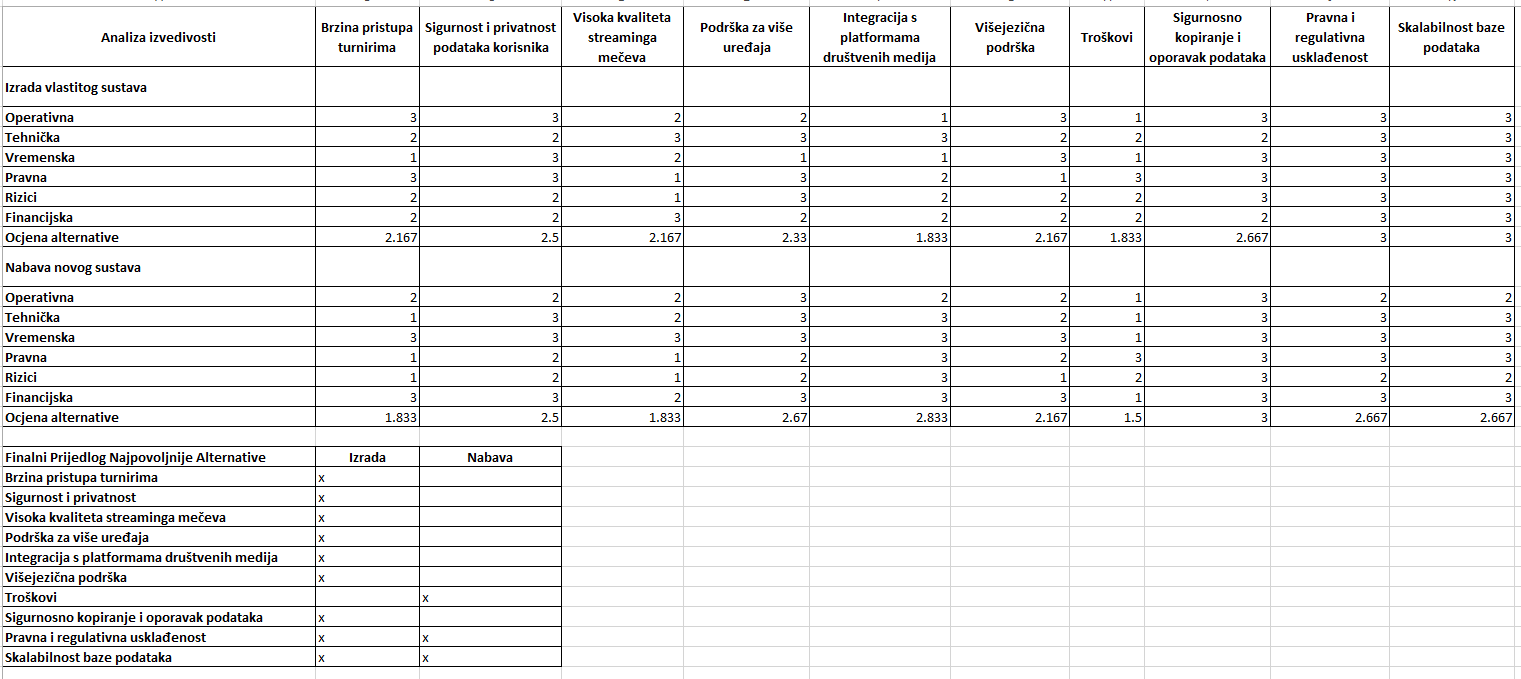 Analiza izvedivosti | Brzina pristupa turnirima | Sigurnost i privatnost podataka korisnika | Visoka kvaliteta streaminga mečeva | Podrška za više uređaja | Integracija s platformama društvenih medija | Višejezična podrška | Troškovi | Sigurnosno kopiranje i oporavak podataka | Pravna i regulativna usklađenost | Skalabilnost baze podataka
Izrada vlastitog sustava
Operativna 3 3 2 2 1 3 1 3 3 3
Tehnička 2 2 3 3 3 2 2 2 3 3
Vremenska 1 3 2 1 1 3 1 3 3 3
Pravna 3 3 1 3 2 1 3 3 3 3
Rizici 2 2 1 3 2 2 2 3 3 3
Financijska 2 2 3 2 2 2 2 2 3 3
Ocjena alternative 2.167 2.5 2.167 2.33 1.833 2.167 1.833 2.667 3 3
Nabava novog sustava
Operativna 2 2 2 3 2 2 1 3 2 2
Tehnička 1 3 2 3 3 2 1 3 3 3
Vremenska 3 3 3 3 3 3 1 3 3 3
Pravna 1 2 1 2 3 2 3 3 3 3
Rizici 1 2 1 2 3 1 2 3 2 2
Financijska 3 3 2 3 3 3 1 3 3 3
Ocjena alternative 1.833 2.5 1.833 2.67 2.833 2.167 1.5 3 2.667 2.667
Finalni Prijedlog Najpovoljnije Alternative Izrada Nabava
Brzina pristupa turnirima x
Sigurnost i privatnost x
Visoka kvaliteta streaminga mečeva x
Podrška za više uređaja x
Integracija s platformama društvenih medija x
Višejezična podrška x
Troškovi x
Sigurnosno kopiranje i oporavak podataka x
Pravna i regulativna usklađenost x x
Skalabilnost baze podataka x x